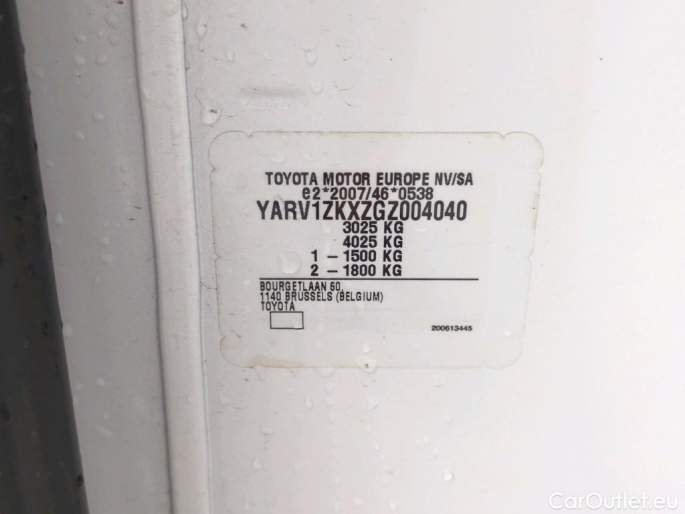 TOYOTA MOTOR EUROPE NV/SA
e2*2007/46*0538
YARV1ZKXZGZ004040
3025 KG
4025 KG
1 - 1500 KG
2 - 1800 KG
BOURGETLAAN 60,
1140 BRUSSELS (BELGIUM)
TOYOTA
200613445
CarOutlet.eu